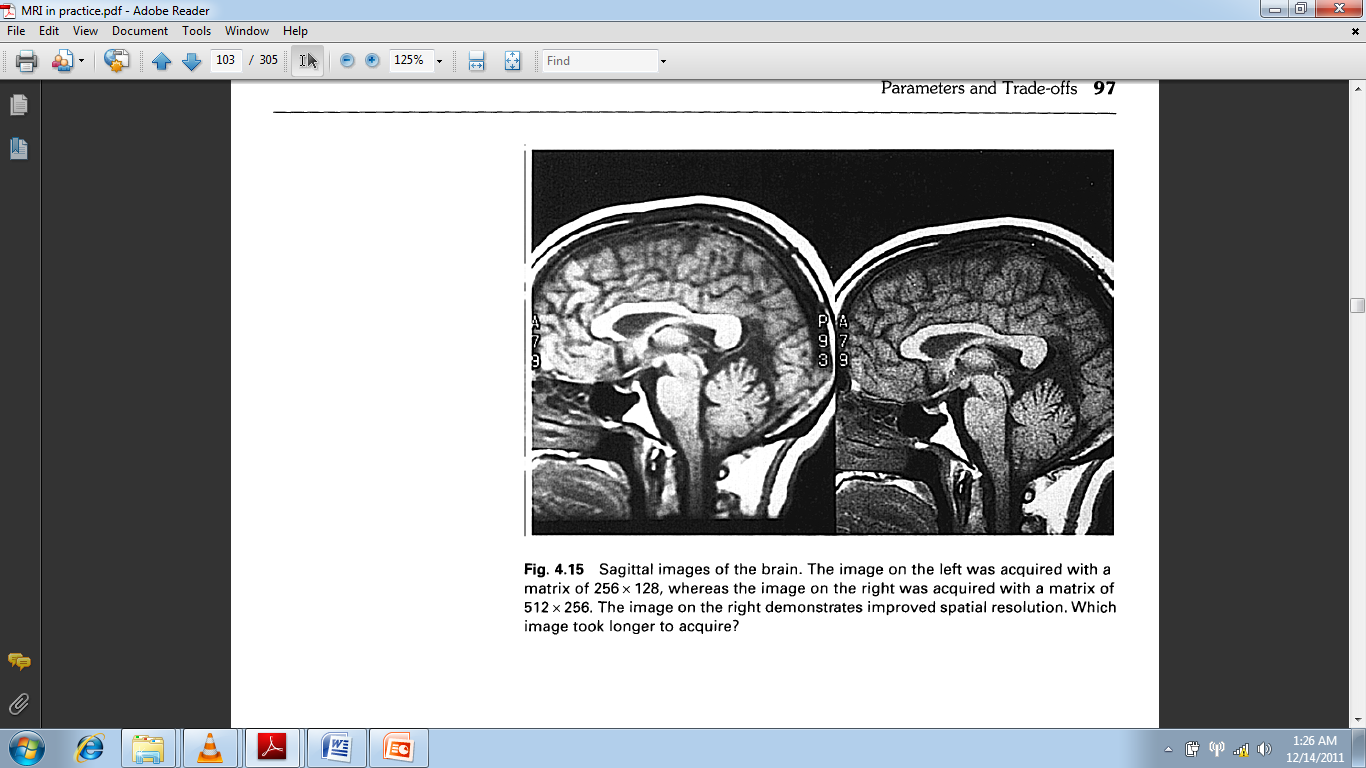 MRI in practice.pdf - Adobe Reader
File Edit View Document Tools Window Help
103 / 305 125% Find
Parameters and Trade-offs 97
A P A
7 9 7
9 3 9
Fig. 4.15 Sagittal images of the brain. The image on the left was acquired with a
matrix of 256 × 128, whereas the image on the right was acquired with a matrix of
512 × 256. The image on the right demonstrates improved spatial resolution. Which
image took longer to acquire?
1:26 AM
12/14/2011